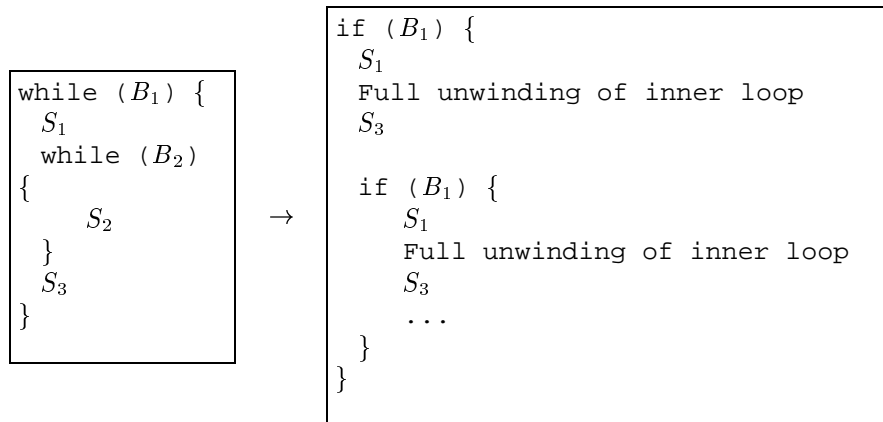 while (B₁) {
S₁
while (B₂)
{
S₂
}
S₃
}
→
if (B₁) {
S₁
Full unwinding of inner loop
S₃
if (B₁) {
S₁
Full unwinding of inner loop
S₃
...
}
}